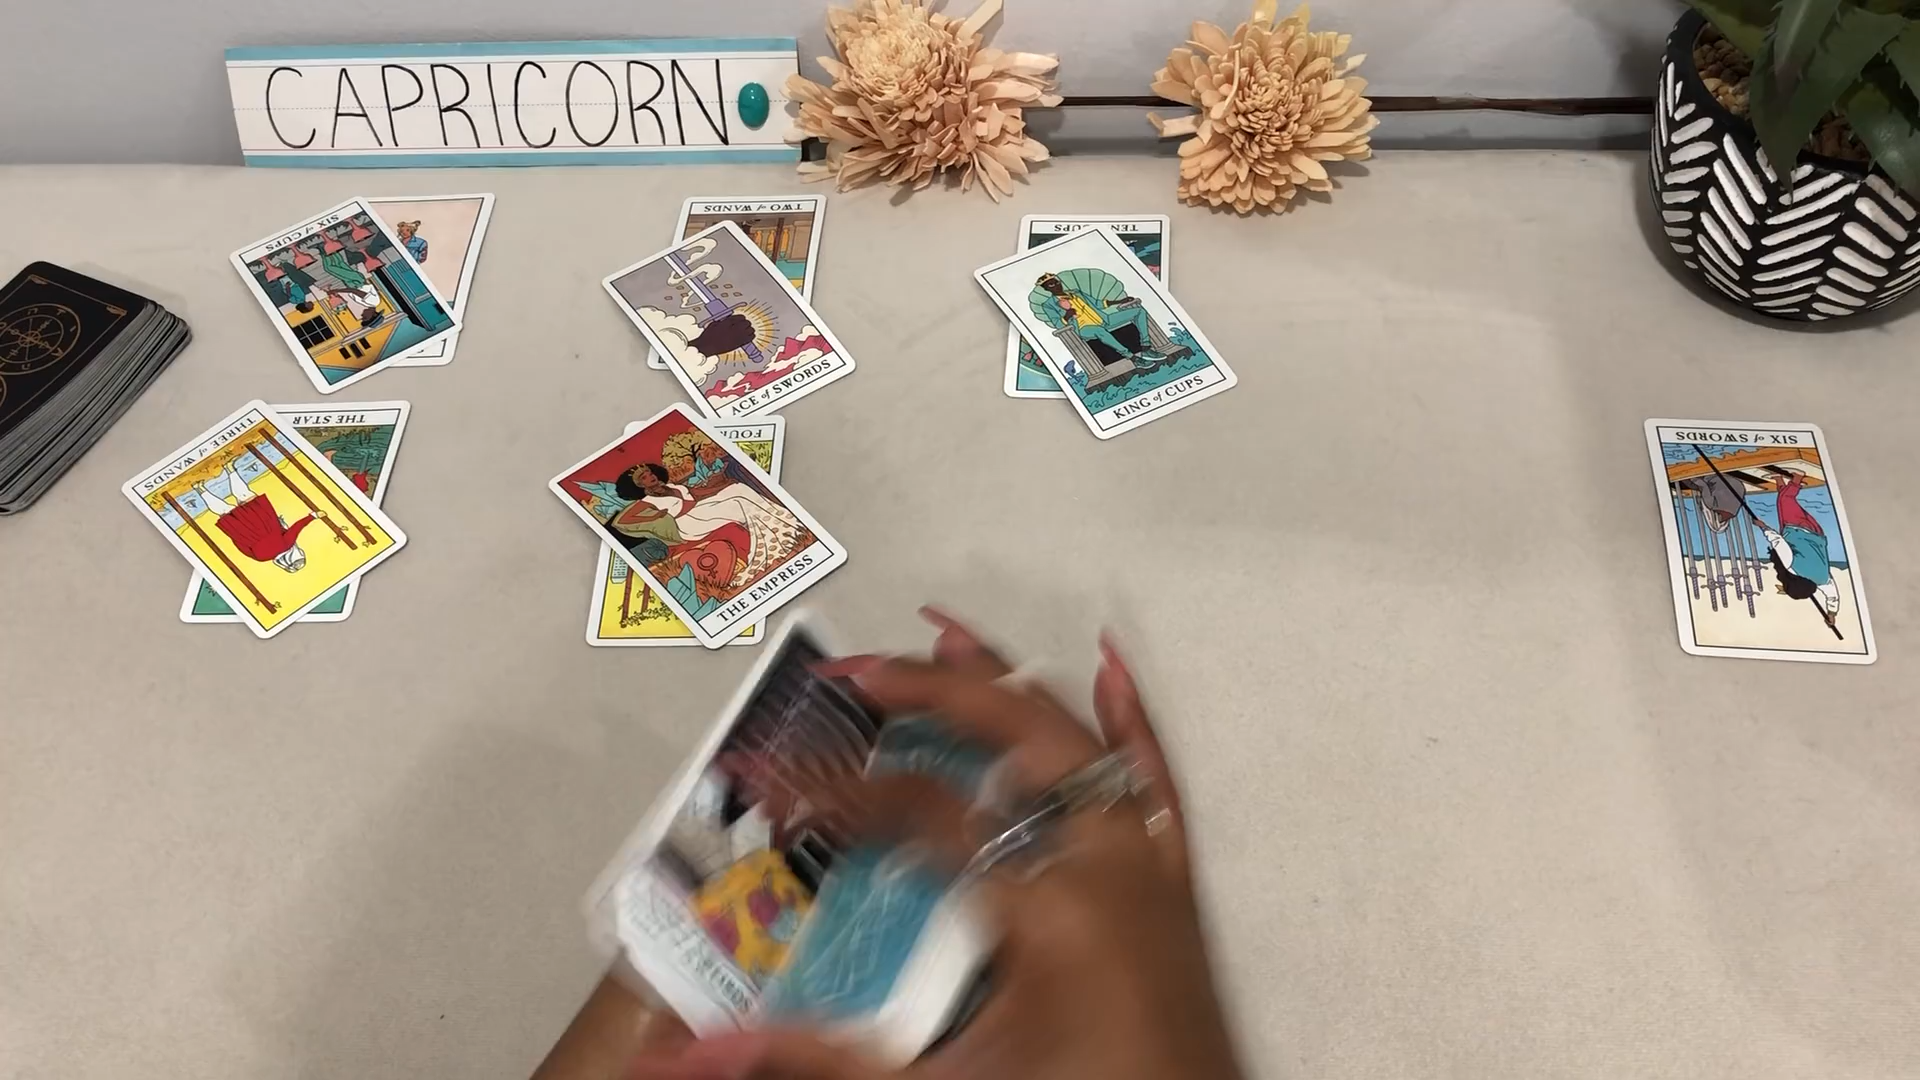 CAPRICORN
SIX of CUPS
TWO of WANDS
ACE of SWORDS
TEN CUPS
KING of CUPS
THREE of WANDS
THE STAR
FOUR
THE EMPRESS
SIX of SWORDS